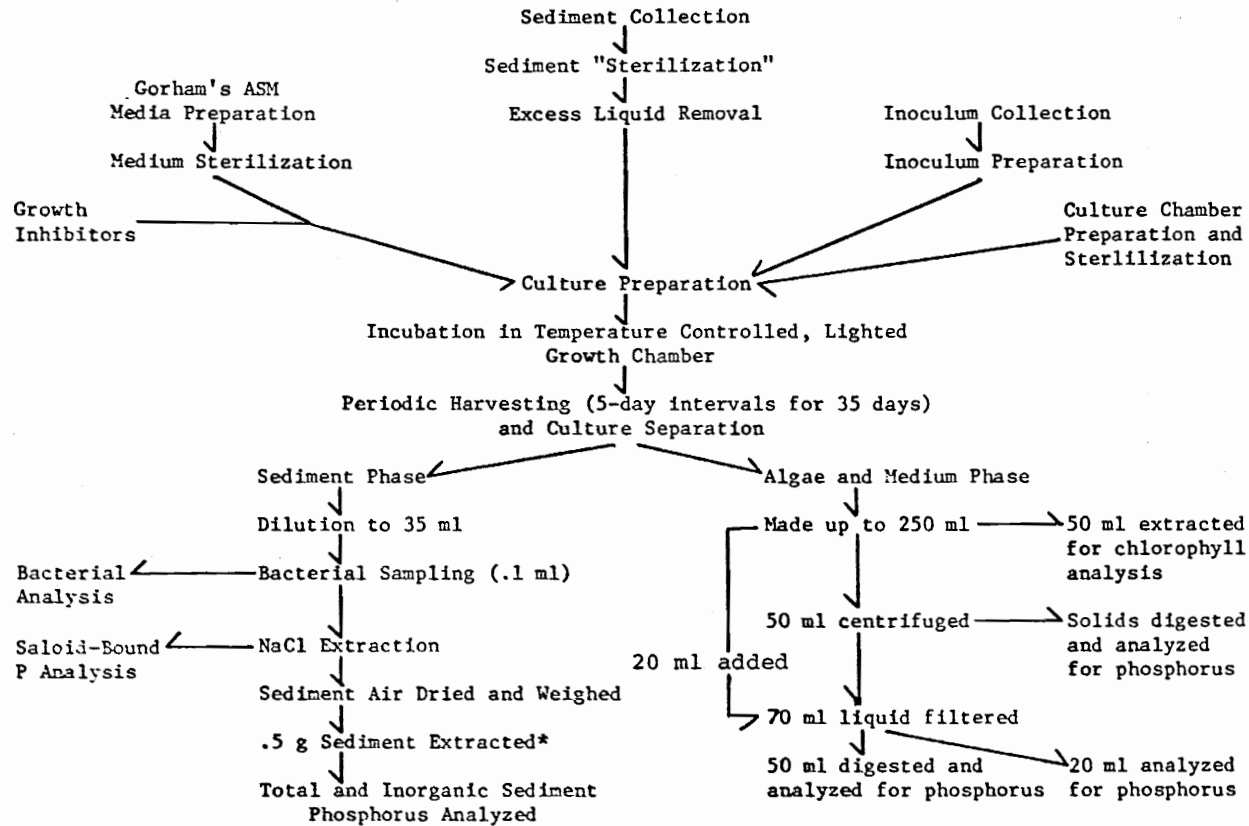 Sediment Collection
Sediment "Sterilization"
Gorham's ASM
Media Preparation
Excess Liquid Removal
Inoculum Collection
Medium Sterilization
Inoculum Preparation
Growth
Inhibitors
Culture Chamber
Preparation and
Sterlilization
Culture Preparation
Incubation in Temperature Controlled, Lighted
Growth Chamber
Periodic Harvesting (5-day intervals for 35 days)
and Culture Separation
Sediment Phase
Algae and Medium Phase
Dilution to 35 ml
Made up to 250 ml
50 ml extracted
for chlorophyll
analysis
Bacterial
Analysis
Bacterial Sampling (.1 ml)
50 ml centrifuged
Solids digested
and analyzed
for phosphorus
Saloid-Bound
P Analysis
NaCl Extraction
20 ml added
Sediment Air Dried and Weighed
70 ml liquid filtered
.5 g Sediment Extracted*
50 ml digested and
analyzed for phosphorus
20 ml analyzed
for phosphorus
Total and Inorganic Sediment
Phosphorus Analyzed